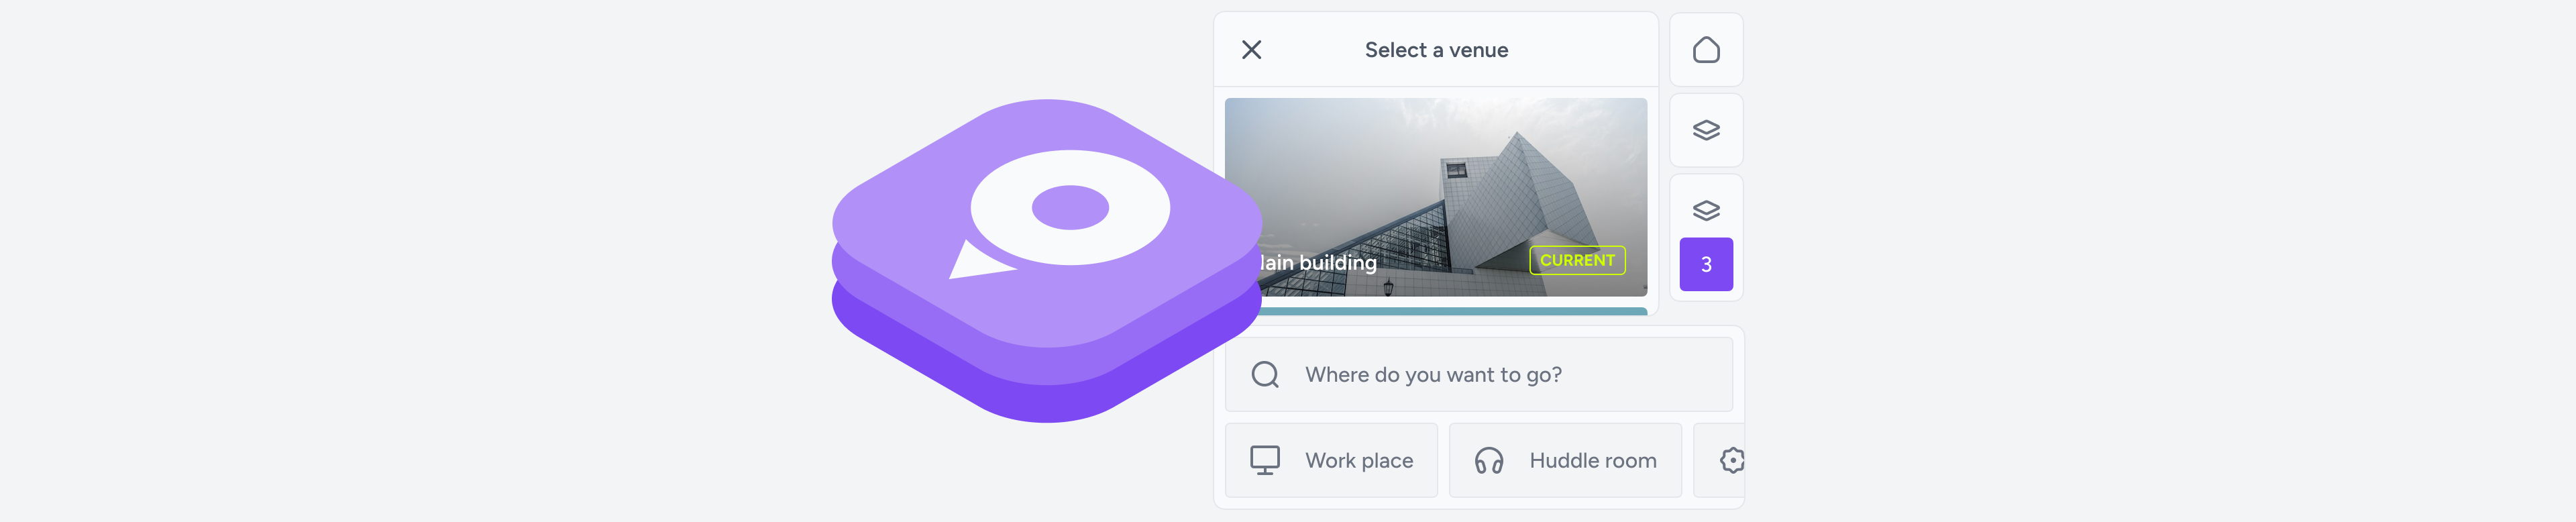 Select a venue
lain building
CURRENT
3
Where do you want to go?
Work place
Huddle room